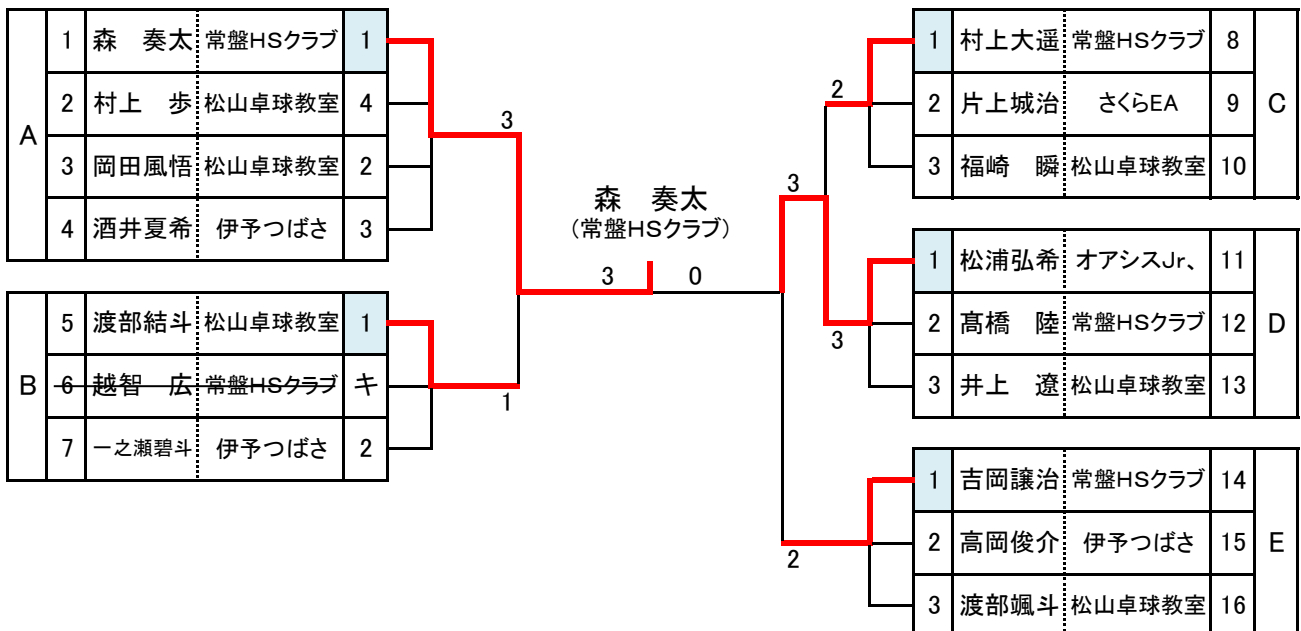 A
1 森　奏太 常盤HSクラブ 1
2 村上　歩 松山卓球教室 4
3 岡田風悟 松山卓球教室 2
4 酒井夏希 伊予つばさ 3
B
5 渡部結斗 松山卓球教室 1
6 越智　広 常盤HSクラブ キ
7 一之瀬碧斗 伊予つばさ 2
3
1
森　奏太
（常盤HSクラブ）
3 0
2
3
3
2
C
1 村上大遥 常盤HSクラブ 8
2 片上城治 さくらEA 9
3 福崎　瞬 松山卓球教室 10
D
1 松浦弘希 オアシスJr、 11
2 髙橋　陸 常盤HSクラブ 12
3 井上　遼 松山卓球教室 13
E
1 吉岡譲治 常盤HSクラブ 14
2 高岡俊介 伊予つばさ 15
3 渡部颯斗 松山卓球教室 16